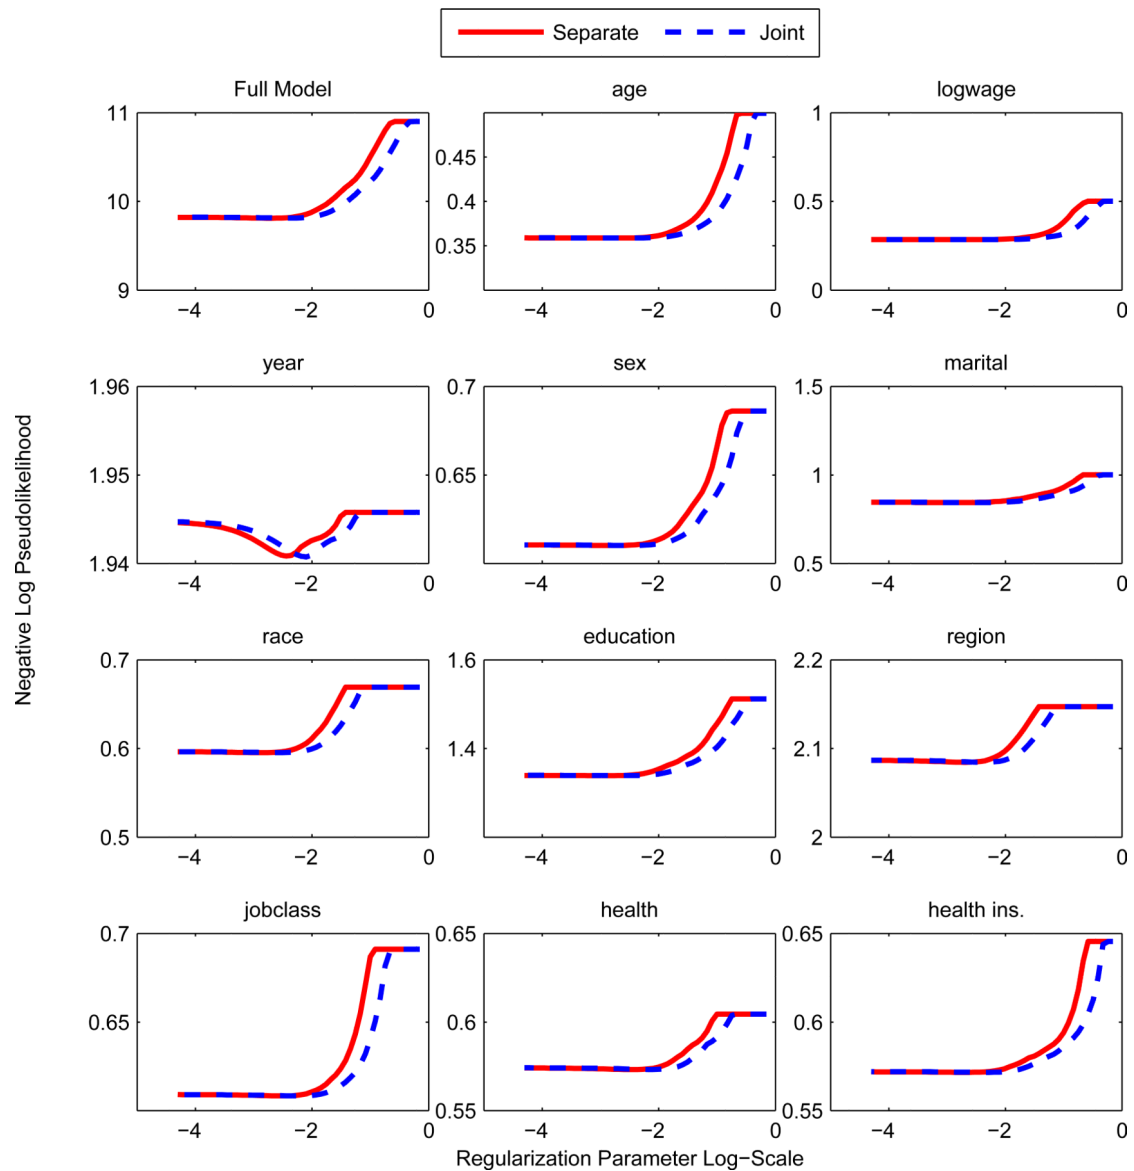 Separate Joint
Full Model age logwage
11 1
10 0.45 0.5
0.4
0.35
9 0
−4 −2 0 −4 −2 0 −4 −2 0
year sex marital
1.96 0.7 1.5
1.95 0.65 1
1.94 0.5
−4 −2 0 −4 −2 0 −4 −2 0
Negative Log Pseudolikelihood
race education region
0.7 1.6 2.2
0.6 1.4 2.1
0.5 2
−4 −2 0 −4 −2 0 −4 −2 0
jobclass health health ins.
0.7 0.65 0.65
0.65 0.6 0.6
0.55 0.55
−4 −2 0 −4 −2 0 −4 −2 0
Regularization Parameter Log−Scale